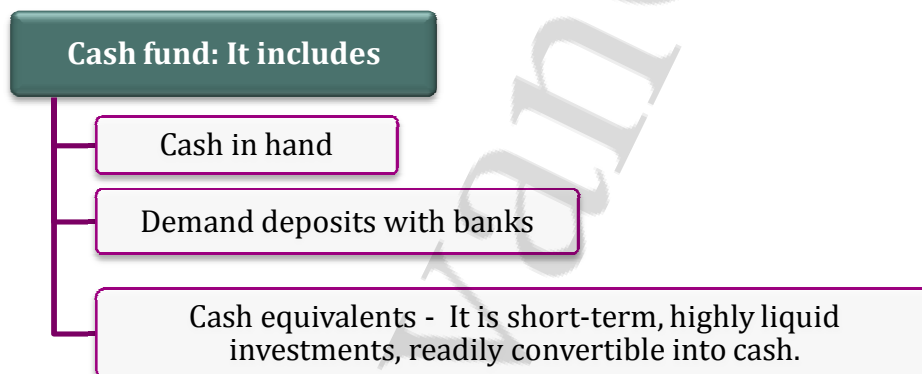 Cash fund: It includes
Cash in hand
Demand deposits with banks
Cash equivalents - It is short-term, highly liquid
investments, readily convertible into cash.